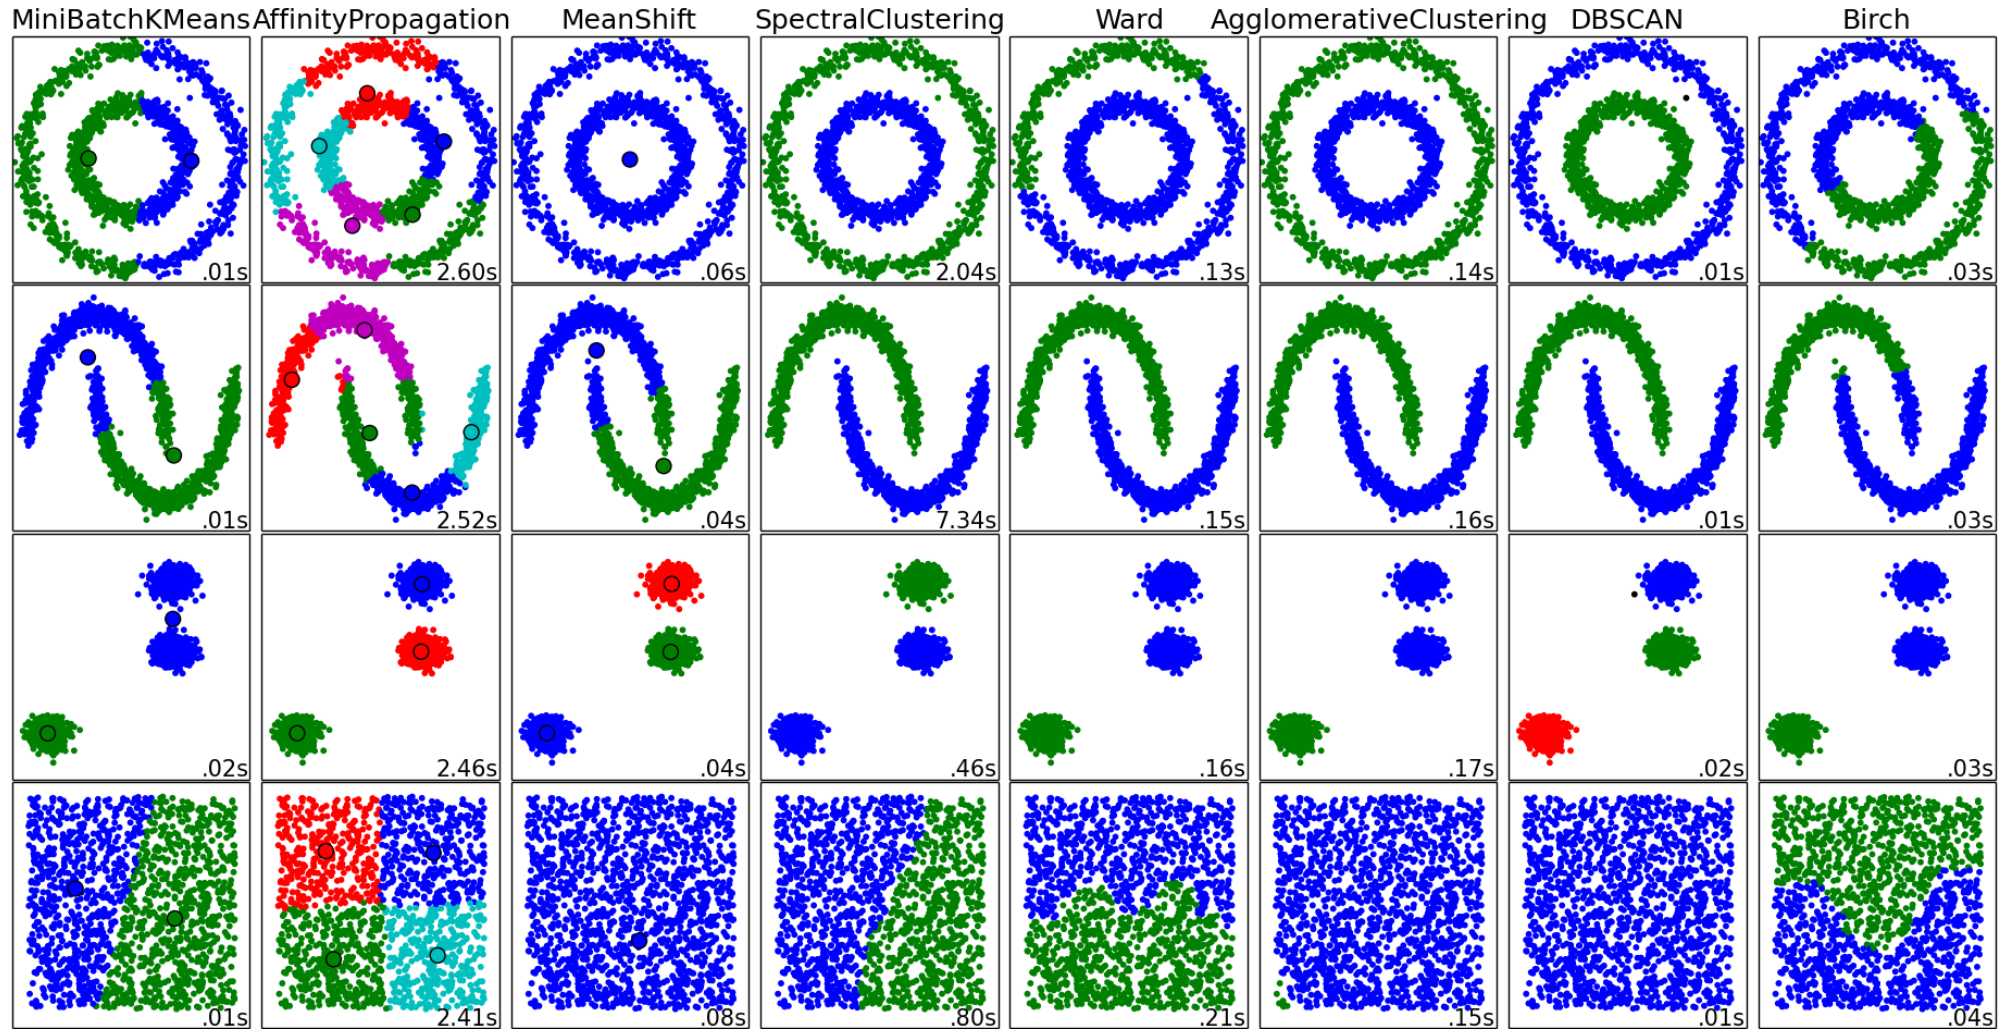 MiniBatchKMeans AffinityPropagation MeanShift SpectralClustering Ward AgglomerativeClustering DBSCAN Birch
.01s 2.60s .06s 2.04s .13s .14s .01s .03s
.01s 2.52s .04s 7.34s .15s .16s .01s .03s
.02s 2.46s .04s .46s .16s .17s .02s .03s
.01s 2.41s .08s .80s .21s .15s .01s .04s